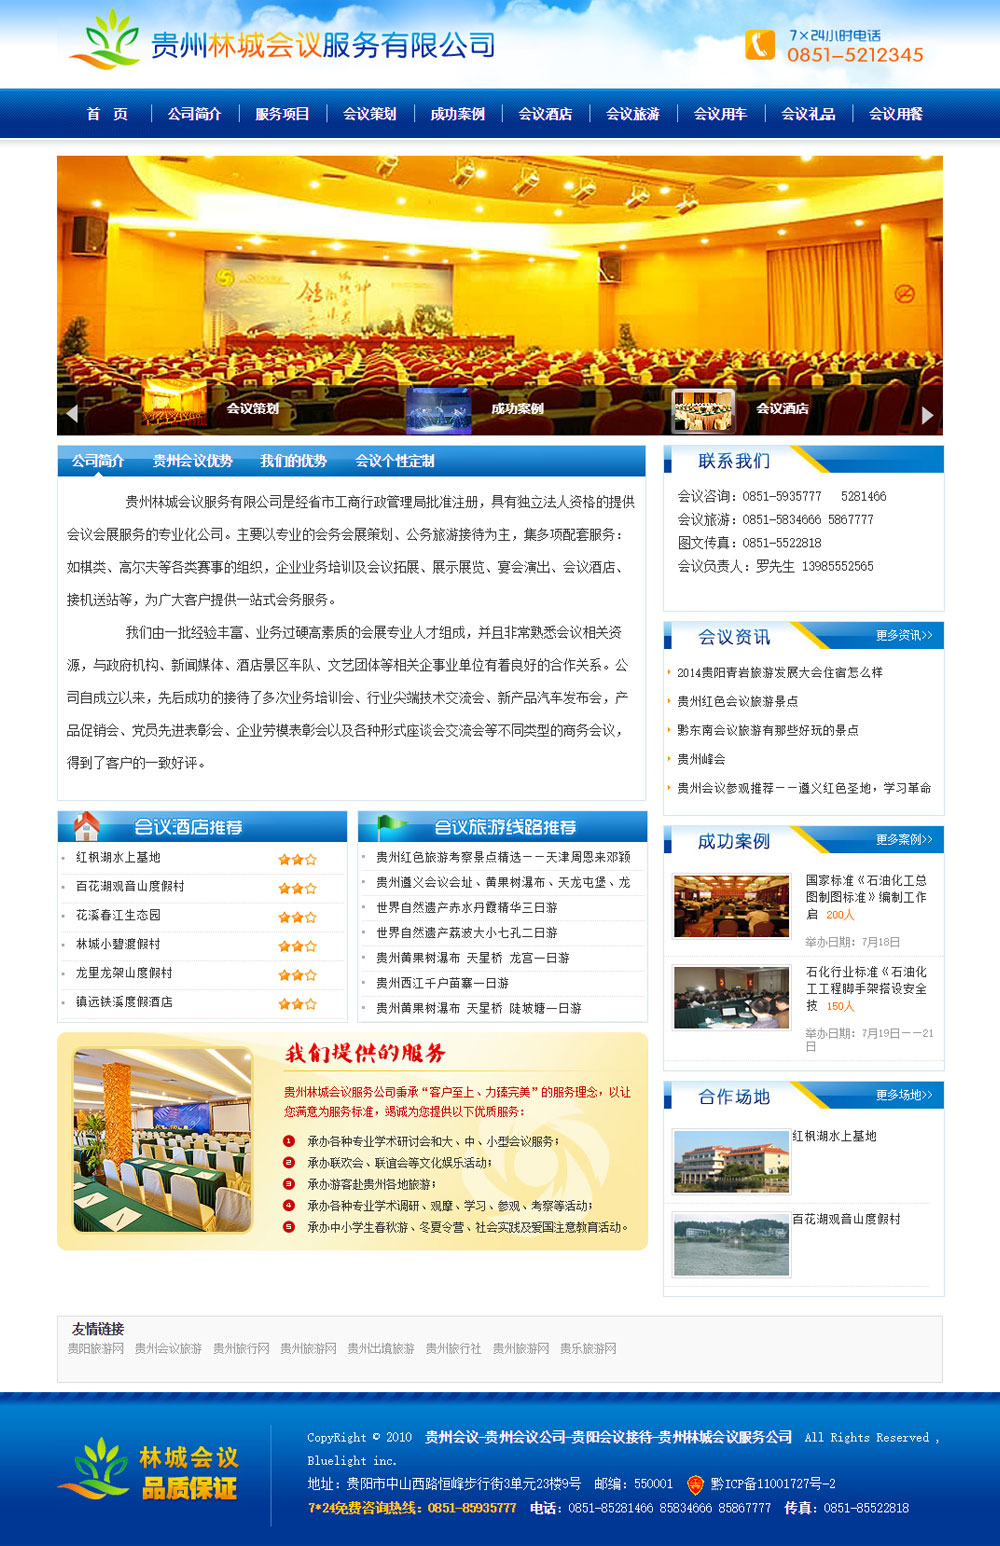 贵州林城会议服务有限公司
7×24小时电话
0851-5212345
首 页 公司简介 服务项目 会议策划 成功案例 会议酒店 会议旅游 会议用车 会议礼品 会议用餐
会议策划 成功案例 会议酒店
公司简介 贵州会议优势 我们的优势 会议个性定制
贵州林城会议服务有限公司是经省市工商行政管理局批准注册，具有独立法人资格的提供
会议会展服务的专业化公司。主要以专业的会务会展策划、公务旅游接待为主，集多项配套服务：
如棋类、高尔夫等各类赛事的组织，企业业务培训及会议拓展、展示展览、宴会演出、会议酒店、
接机送站等，为广大客户提供一站式会务服务。
我们由一批经验丰富、业务过硬高素质的会展专业人才组成，并且非常熟悉会议相关资
源，与政府机构、新闻媒体、酒店景区车队、文艺团体等相关企事业单位有着良好的合作关系。公
司自成立以来，先后成功的接待了多次业务培训会、行业尖端技术交流会、新产品汽车发布会，产
品促销会、党员先进表彰会、企业劳模表彰会以及各种形式座谈会交流会等不同类型的商务会议，
得到了客户的一致好评。
联系我们
会议咨询：0851-5935777 5281466
会议旅游：0851-5834666 5867777
图文传真：0851-5522818
会议负责人：罗先生 13985552565
会议资讯 更多资讯>>
2014贵阳青岩旅游发展大会住宿怎么样
贵州红色会议旅游景点
黔东南会议旅游有那些好玩的景点
贵州峰会
贵州会议参观推荐－－遵义红色圣地，学习革命
会议酒店推荐
红枫湖水上基地
百花湖观音山度假村
花溪春江生态园
林城小碧渡假村
龙里龙架山度假村
镇远铁溪度假酒店
会议旅游线路推荐
贵州红色旅游考察景点精选－－天津周恩来邓颖
贵州遵义会议会址、黄果树瀑布、天龙屯堡、龙
世界自然遗产赤水丹霞精华三日游
世界自然遗产荔波大小七孔二日游
贵州黄果树瀑布 天星桥 龙宫一日游
贵州西江千户苗寨一日游
贵州黄果树瀑布 天星桥 陡坡塘一日游
成功案例 更多案例>>
国家标准《石油化工总
图制图标准》编制工作
启 200人
举办日期：7月18日
石化行业标准《石油化
工工程脚手架搭设安全
技 150人
举办日期：7月19日－－21
日
我们提供的服务
贵州林城会议服务公司秉承“客户至上、力臻完美”的服务理念，以让
您满意为服务标准，竭诚为您提供以下优质服务：
1 承办各种专业学术研讨会和大、中、小型会议服务；
2 承办联欢会、联谊会等文化娱乐活动；
3 承办游客赴贵州各地旅游；
4 承办各种专业学术调研、观摩、学习、参观、考察等活动；
5 承办中小学生春秋游、冬夏令营、社会实践及爱国注意教育活动。
合作场地 更多场地>>
红枫湖水上基地
百花湖观音山度假村
友情链接
贵阳旅游网 贵州会议旅游 贵州旅行网 贵州旅游网 贵州出境旅游 贵州旅行社 贵州旅游网 贵乐旅游网
林城会议
品质保证
CopyRight © 2010 贵州会议-贵州会议公司-贵阳会议接待-贵州林城会议服务公司 All Rights Reserved ,
Bluelight inc.
地址：贵阳市中山西路恒峰步行街3单元23楼9号 邮编：550001 黔ICP备11001727号-2
7*24免费咨询热线：0851-85935777 电话：0851-85281466 85834666 85867777 传真：0851-85522818